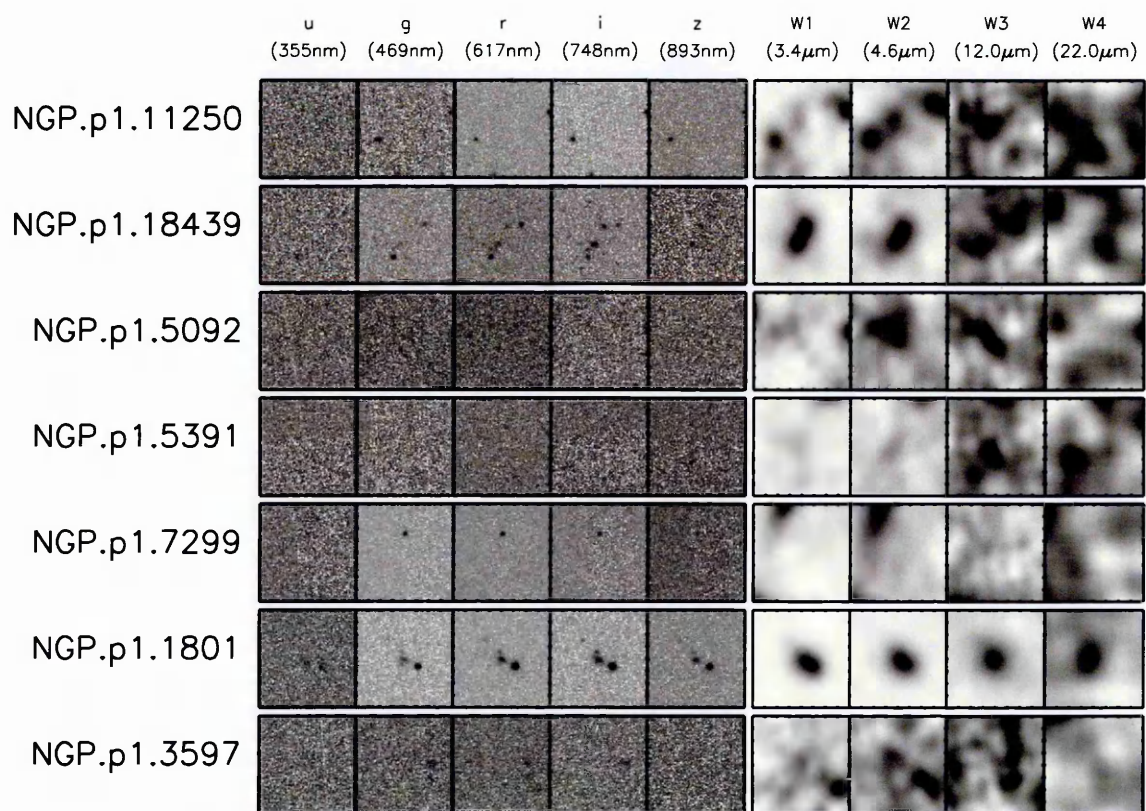 u g r i z W1 W2 W3 W4
(355nm) (469nm) (617nm) (748nm) (893nm) (3.4μm) (4.6μm) (12.0μm) (22.0μm)
NGP.p1.11250
NGP.p1.18439
NGP.p1.5092
NGP.p1.5391
NGP.p1.7299
NGP.p1.1801
NGP.p1.3597